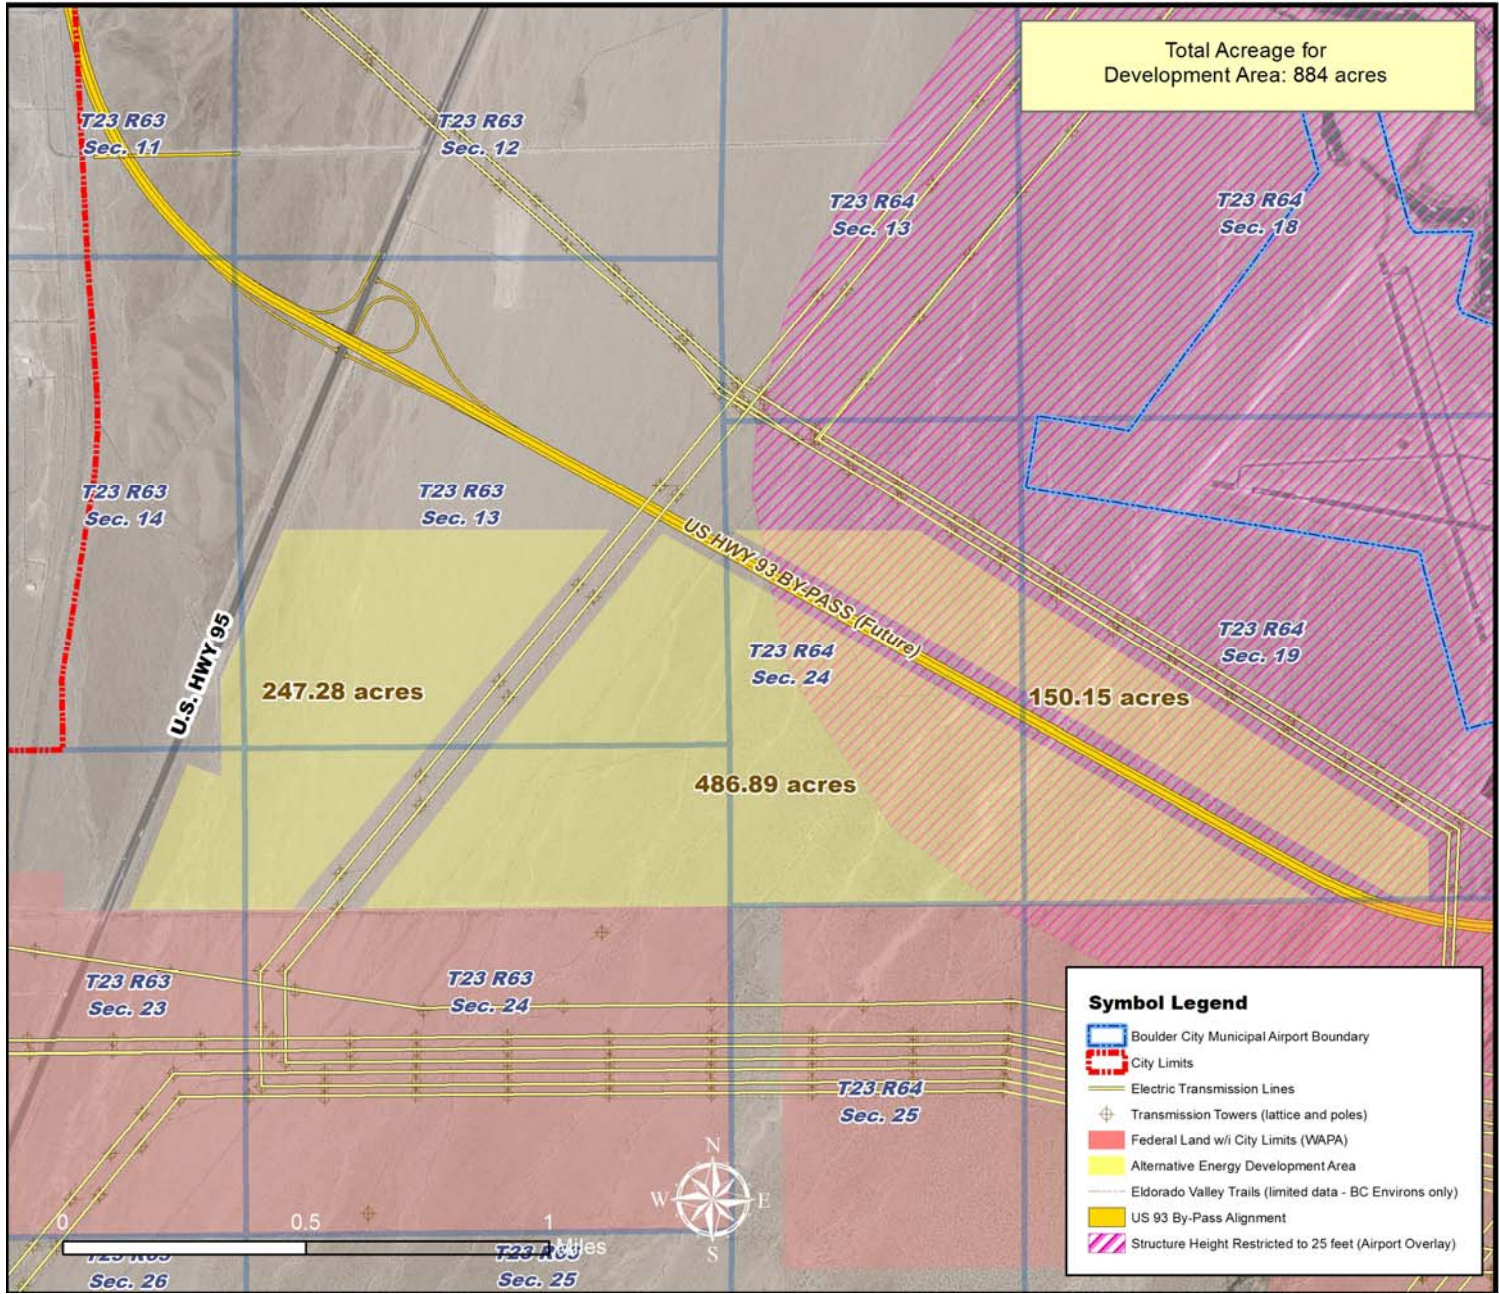 Total Acreage for
Development Area: 884 acres
T23 R63
Sec. 11
T23 R63
Sec. 12
T23 R64
Sec. 13
T23 R64
Sec. 18
T23 R63
Sec. 14
T23 R63
Sec. 13
US HWY 93 BY-PASS (Future)
U.S. HWY 95
T23 R64
Sec. 24
T23 R64
Sec. 19
247.28 acres
150.15 acres
486.89 acres
T23 R63
Sec. 23
T23 R63
Sec. 24
T23 R64
Sec. 25
N
W
E
S
0
0.5
1
Miles
T23 R63
Sec. 26
T23 R63
Sec. 25
Symbol Legend
Boulder City Municipal Airport Boundary
City Limits
Electric Transmission Lines
Transmission Towers (lattice and poles)
Federal Land w/i City Limits (WAPA)
Alternative Energy Development Area
Eldorado Valley Trails (limited data - BC Environs only)
US 93 By-Pass Alignment
Structure Height Restricted to 25 feet (Airport Overlay)